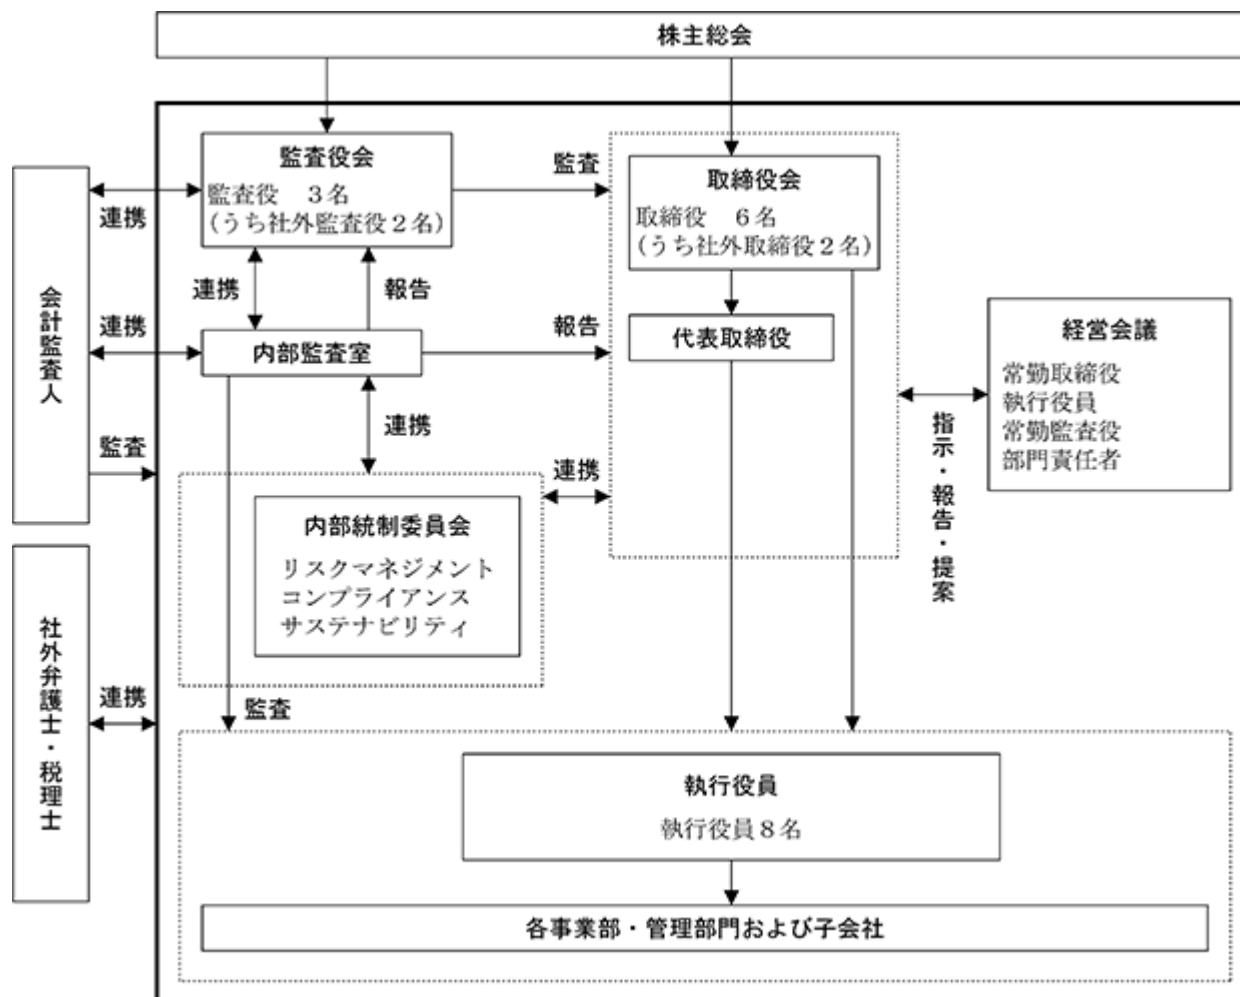 株主総会
監査役会
監査役　３名
(うち社外監査役２名)
監査
取締役会
取締役　６名
(うち社外取締役２名)
連携
連携
報告
会計監査人
連携
内部監査室
報告
代表取締役
経営会議
常勤取締役
執行役員
常勤監査役
部門責任者
監査
連携
連携
指示・報告・提案
内部統制委員会
リスクマネジメント
コンプライアンス
サステナビリティ
社外弁護士・税理士
連携
監査
執行役員
執行役員８名
各事業部・管理部門および子会社